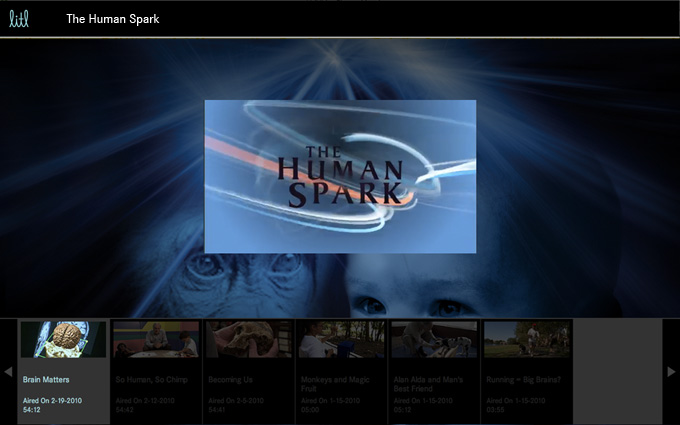 litl
The Human Spark
THE
HUMAN
SPARK
Brain Matters
Aired On 2-19-2010
54:12
So Human, So Chimp
Aired On 2-12-2010
54:43
Becoming Us
Aired On 2-5-2010
54:41
Monkeys and Magic
Fruit
Aired On 1-15-2010
05:00
Alan Alda and Man's
Best Friend
Aired On 1-15-2010
05:12
Running = Big Brains?
Aired On 1-15-2010
03:55